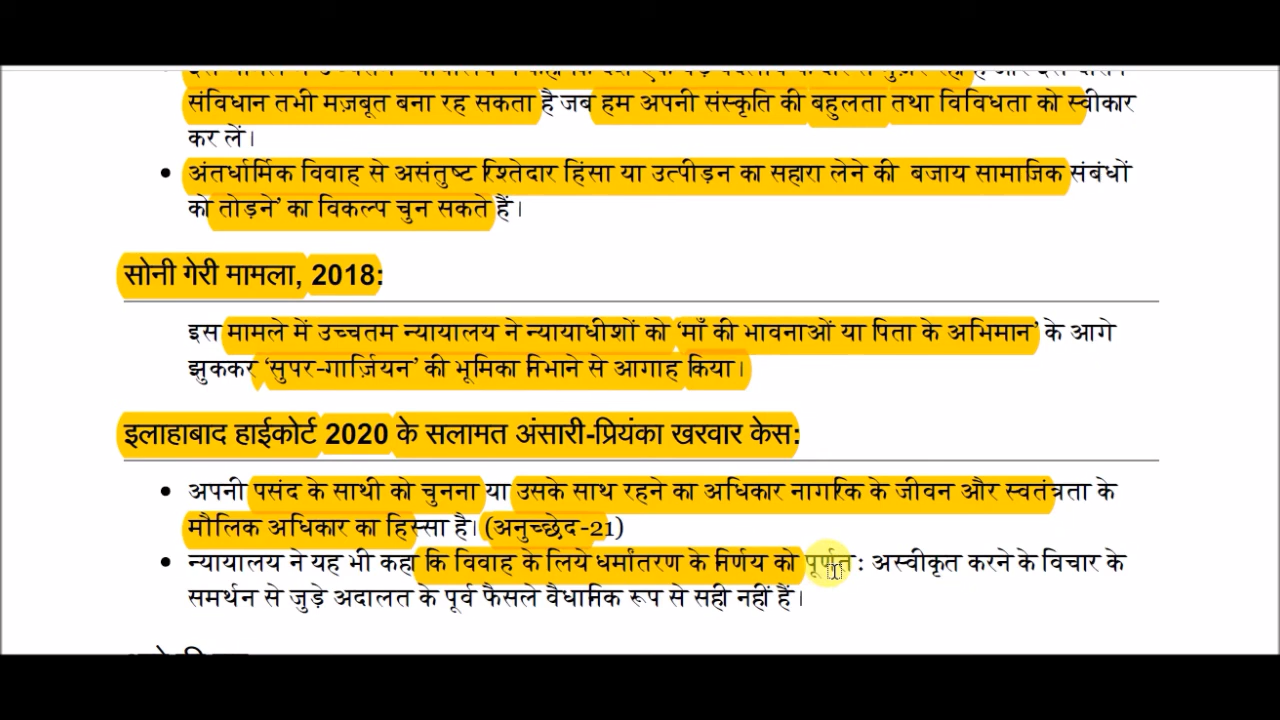 संविधान तभी मज़बूत बना रह सकता है जब हम अपनी संस्कृति की बहुलता तथा विविधता को स्वीकार
कर लें।
• अंतर्धार्मिक विवाह से असंतुष्ट रिश्तेदार हिंसा या उत्पीड़न का सहारा लेने की बजाय सामाजिक संबंधों
को तोड़ने' का विकल्प चुन सकते हैं।
सोनी गेरी मामला, 2018:
इस मामले में उच्चतम न्यायालय ने न्यायाधीशों को 'माँ की भावनाओं या पिता के अभिमान' के आगे
झुककर 'सुपर-गार्ज़ियन' की भूमिका निभाने से आगाह किया।
इलाहाबाद हाईकोर्ट 2020 के सलामत अंसारी-प्रियंका खरवार केस:
• अपनी पसंद के साथी को चुनना या उसके साथ रहने का अधिकार नागरिक के जीवन और स्वतंत्रता के
मौलिक अधिकार का हिस्सा है। (अनुच्छेद-21)
• न्यायालय ने यह भी कहा कि विवाह के लिये धर्मांतरण के निर्णय को पूर्णत: अस्वीकृत करने के विचार के
समर्थन से जुड़े अदालत के पूर्व फैसले वैधानिक रूप से सही नहीं हैं।